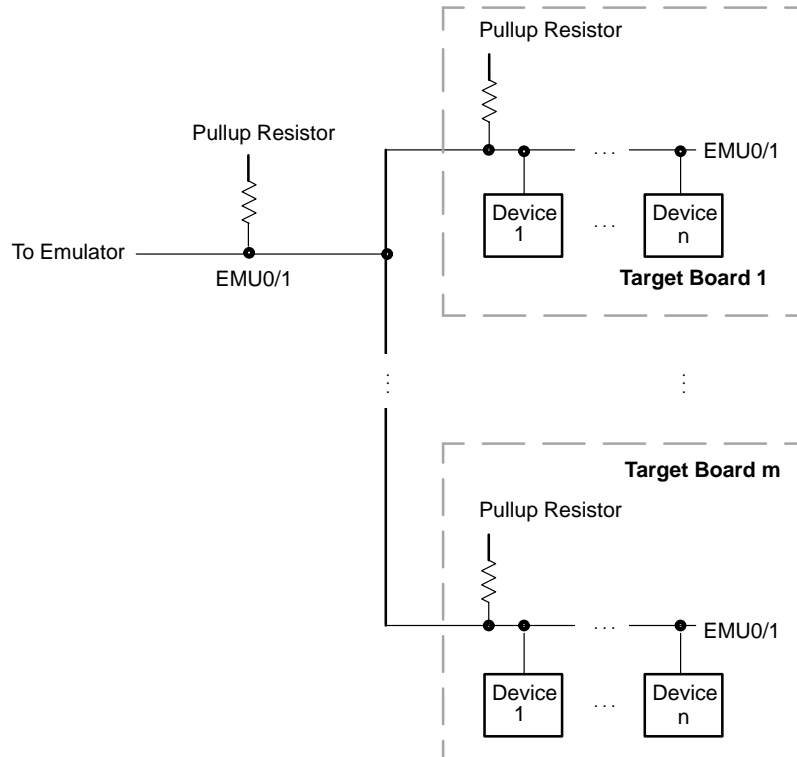 Pullup Resistor
Pullup Resistor
EMU0/1
. . .
Device
1
. . .
Device
n
To Emulator
EMU0/1
Target Board 1
. . .
. . .
Target Board m
Pullup Resistor
. . .
EMU0/1
Device
1
. . .
Device
n